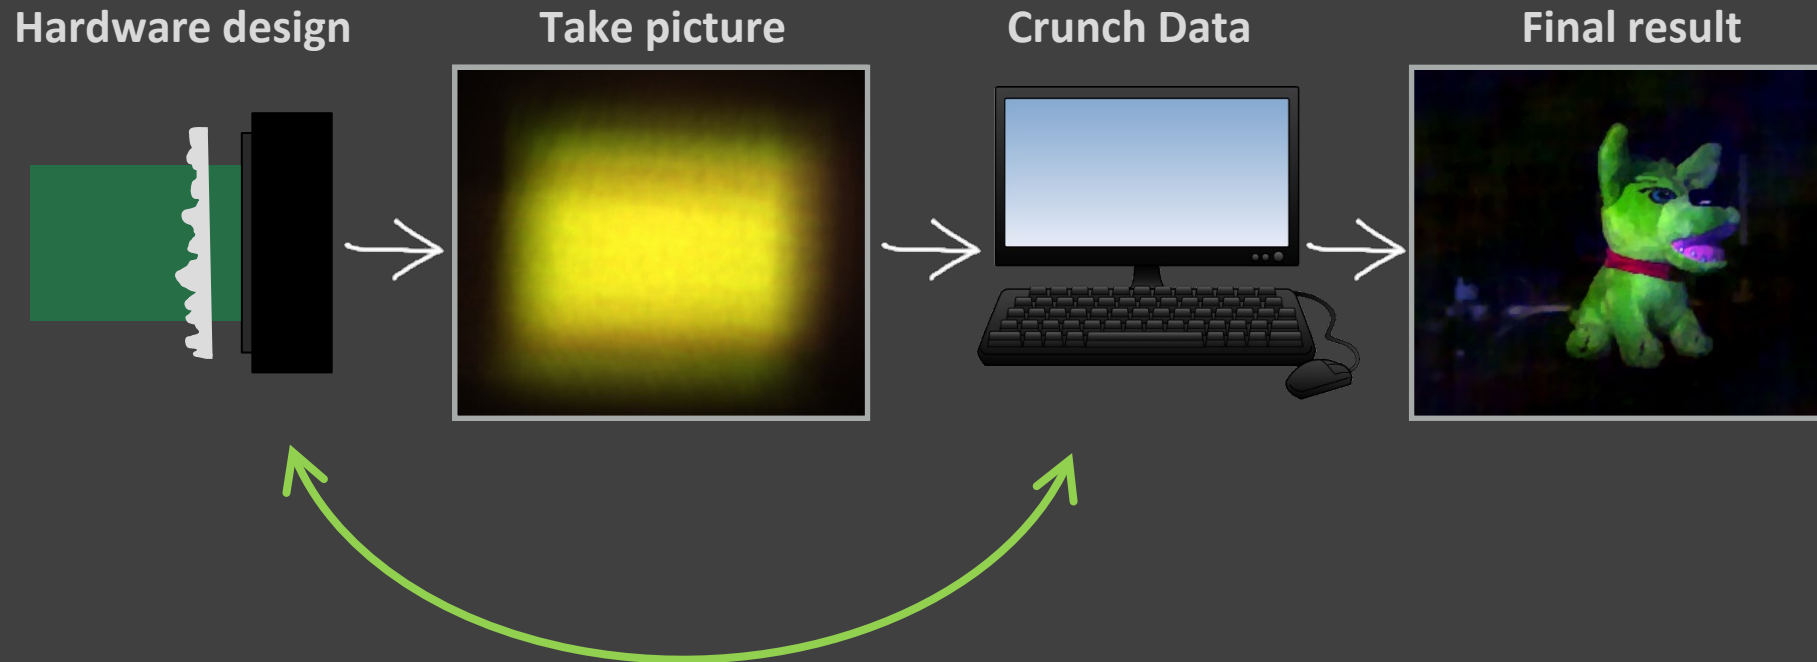 Hardware design
Take picture
Crunch Data
Final result